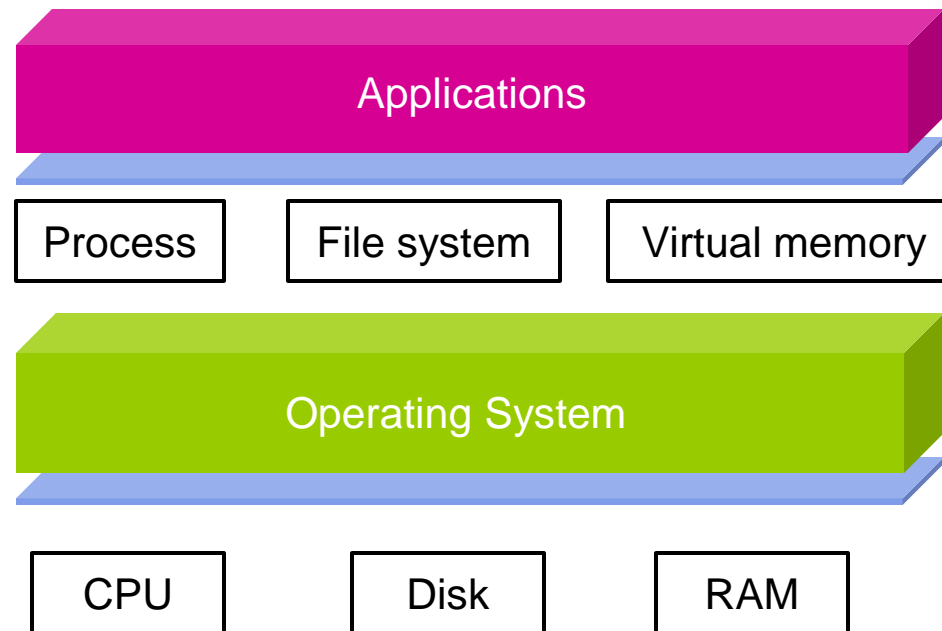 Applications
Process
File system
Virtual memory
Operating System
CPU
Disk
RAM